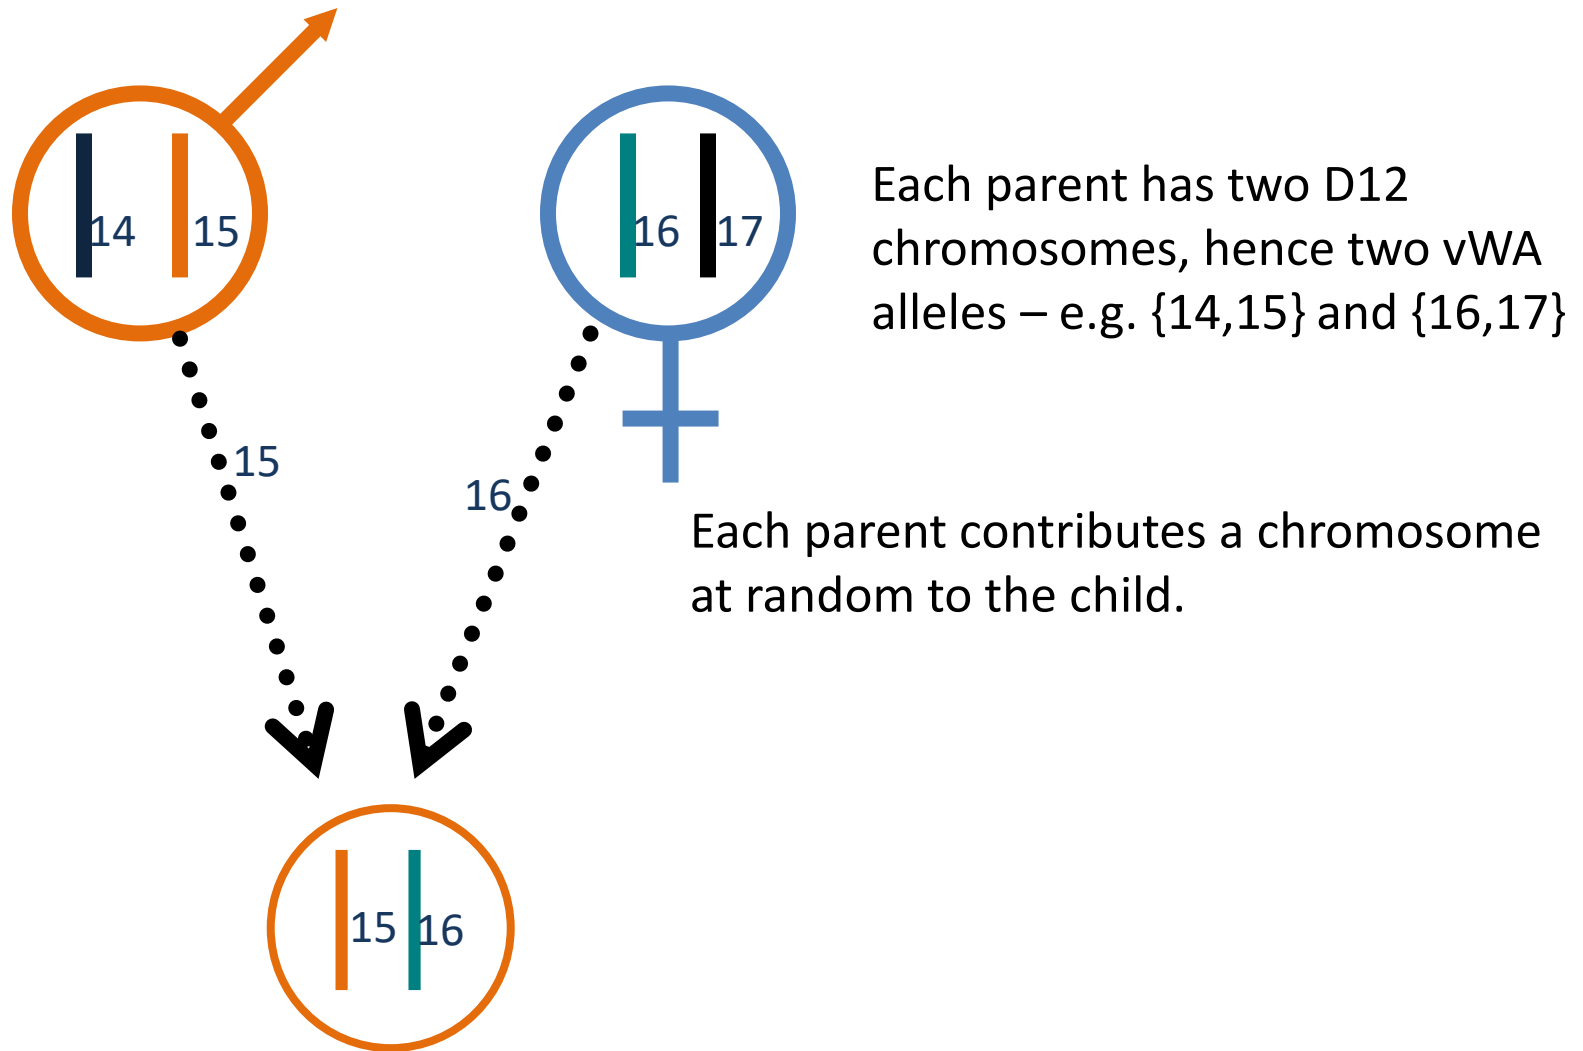 14 15
16 17
Each parent has two D12
chromosomes, hence two vWA
alleles – e.g. {14,15} and {16,17}
15
16
Each parent contributes a chromosome
at random to the child.
15 16